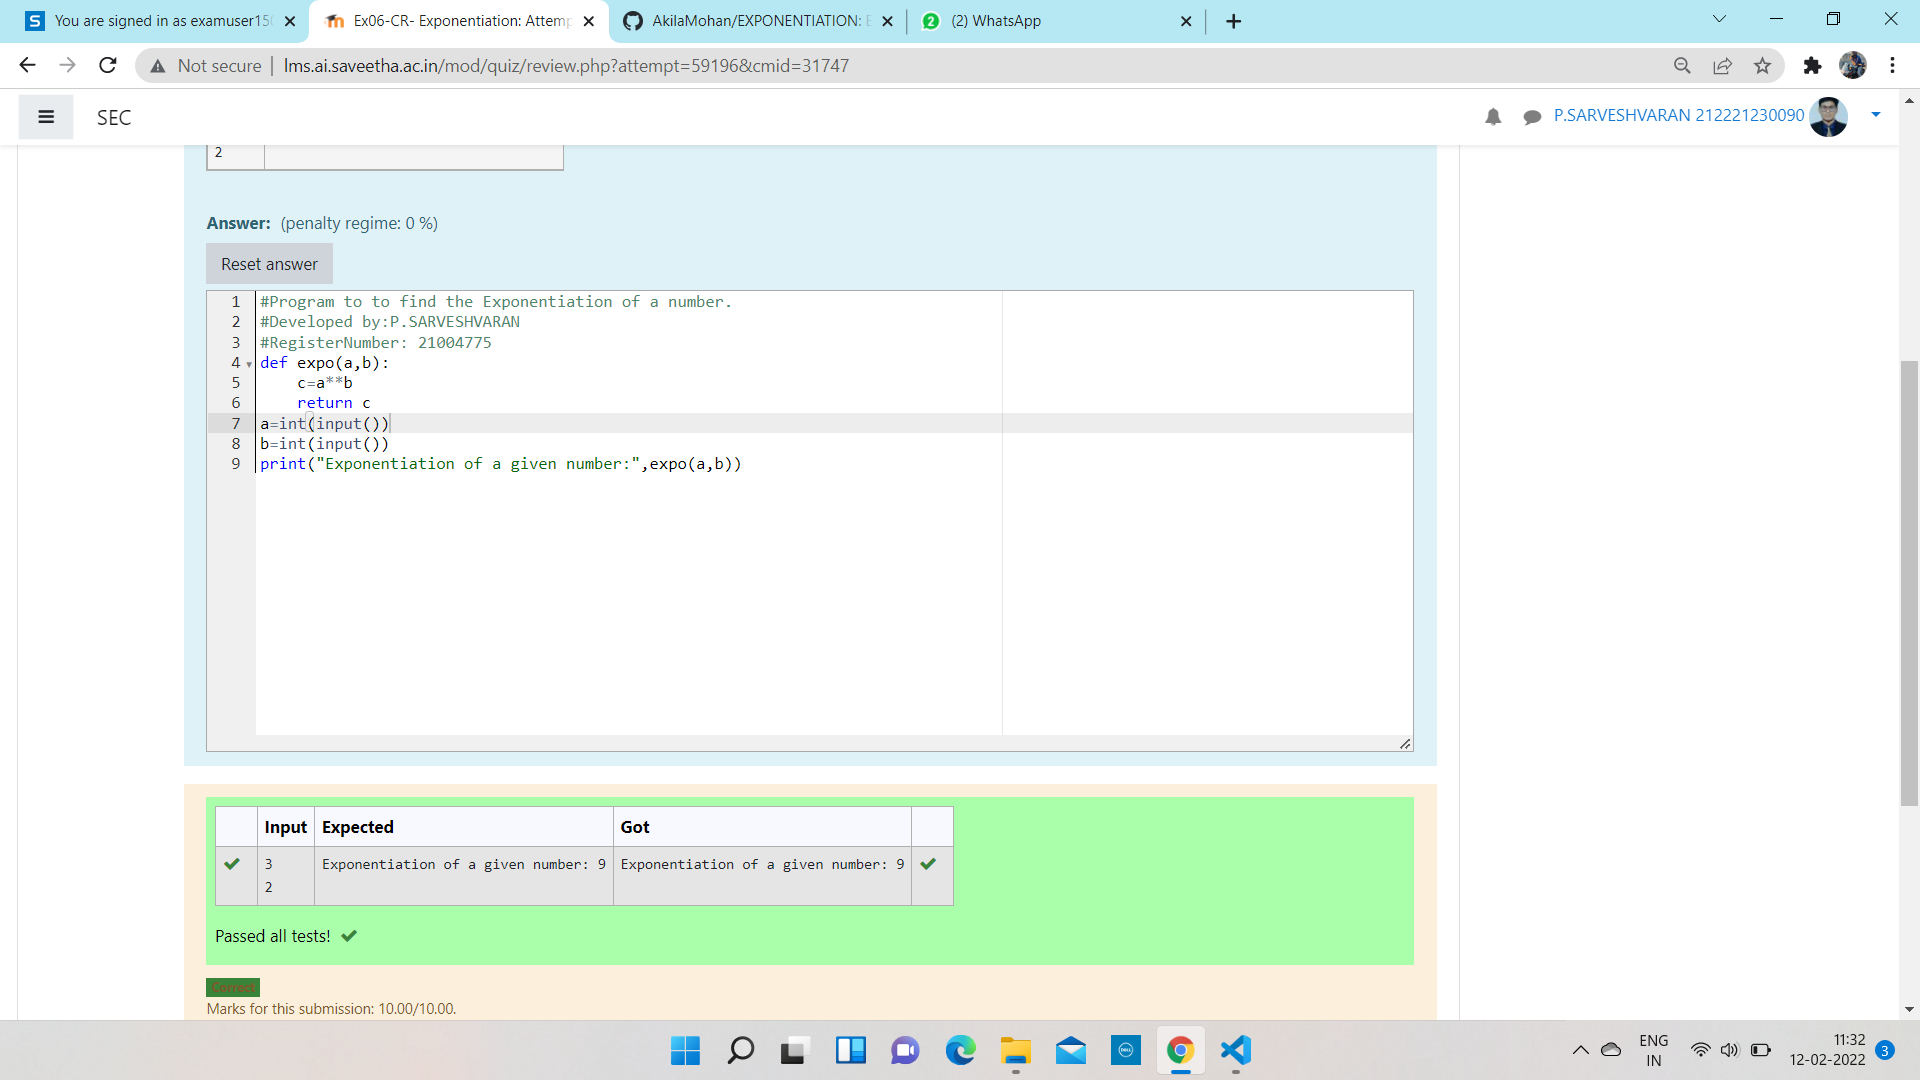 You are signed in as examuser150
Ex06-CR- Exponentiation: Attemp
AkilaMohan/EXPONENTIATION: E
2 (2) WhatsApp
Not secure | lms.ai.saveetha.ac.in/mod/quiz/review.php?attempt=59196&cmid=31747
SEC
P.SARVESHVARAN 212221230090
2
Answer: (penalty regime: 0 %)
Reset answer
1 #Program to to find the Exponentiation of a number.
2 #Developed by:P.SARVESHVARAN
3 #RegisterNumber: 21004775
4 def expo(a,b):
5     c=a**b
6     return c
7 a=int(input())
8 b=int(input())
9 print("Exponentiation of a given number:",expo(a,b))
Input Expected Got
3 Exponentiation of a given number: 9 Exponentiation of a given number: 9
2
Passed all tests!
Correct
Marks for this submission: 10.00/10.00.
ENG
IN
11:32
12-02-2022
3